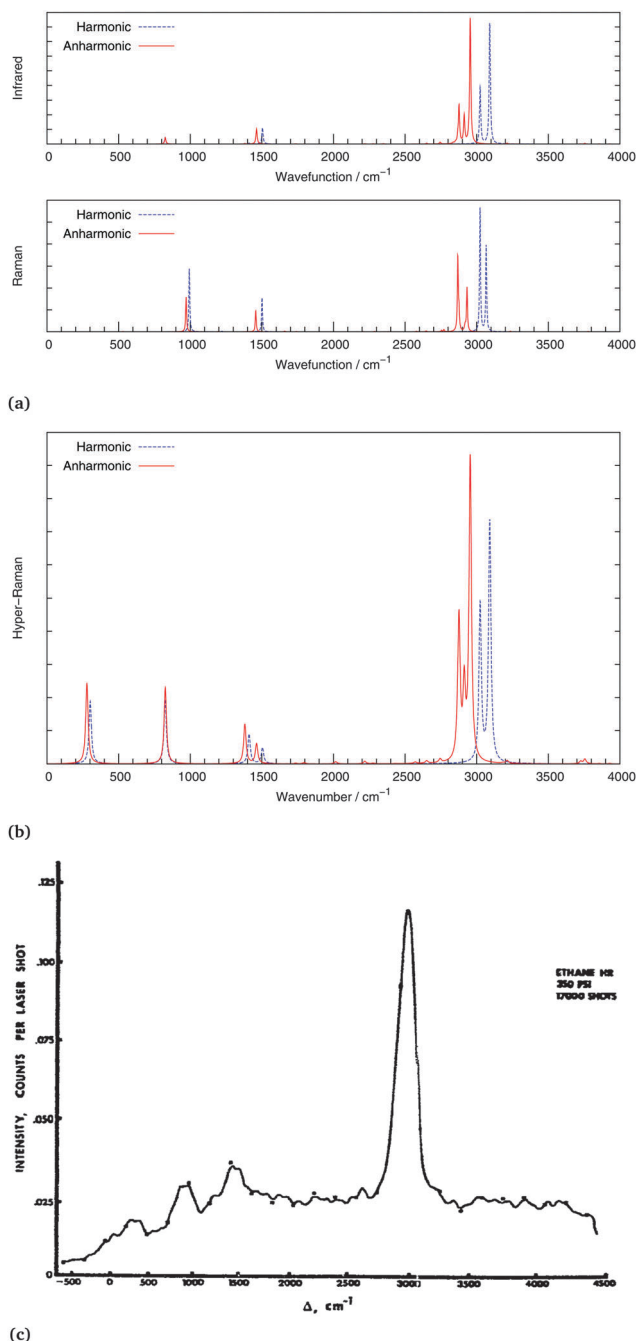 Harmonic
Anharmonic
Infrared
0 500 1000 1500 2000 2500 3000 3500 4000
Wavefunction / cm⁻¹
Harmonic
Anharmonic
Raman
0 500 1000 1500 2000 2500 3000 3500 4000
Wavefunction / cm⁻¹
(a)
Harmonic
Anharmonic
Hyper−Raman
0 500 1000 1500 2000 2500 3000 3500 4000
Wavenumber / cm⁻¹
(b)
.125
.100
.075
.050
.025
0
INTENSITY, COUNTS PER LASER SHOT
ETHANE HR
350 PSI
17000 SHOTS
-500 0 500 1000 1500 2000 2500 3000 3500 4000 4500
Δ, cm⁻¹
(c)